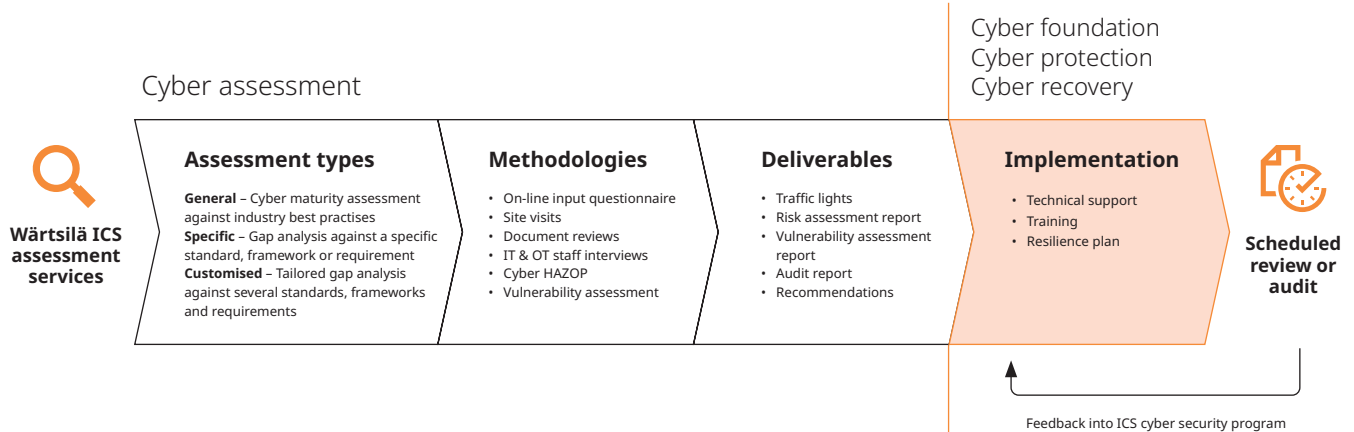 Cyber foundation
Cyber protection
Cyber recovery
Cyber assessment
Wärtsilä ICS
assessment
services
Assessment types
General – Cyber maturity assessment
against industry best practises
Specific – Gap analysis against a specific
standard, framework or requirement
Customised – Tailored gap analysis
against several standards, frameworks
and requirements
Methodologies
• On-line input questionnaire
• Site visits
• Document reviews
• IT & OT staff interviews
• Cyber HAZOP
• Vulnerability assessment
Deliverables
• Traffic lights
• Risk assessment report
• Vulnerability assessment
report
• Audit report
• Recommendations
Implementation
• Technical support
• Training
• Resilience plan
Scheduled
review or
audit
Feedback into ICS cyber security program